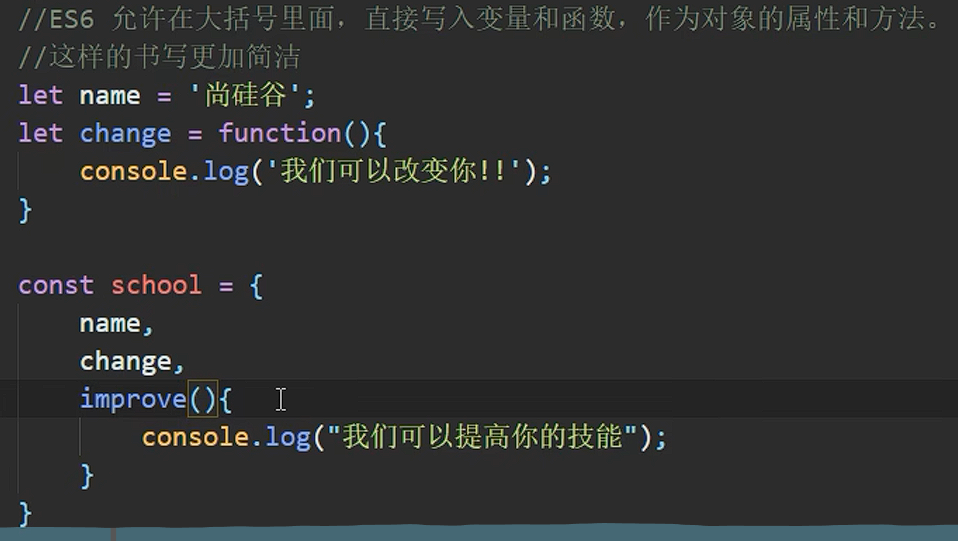 //ES6 允许在大括号里面，直接写入变量和函数，作为对象的属性和方法。
//这样的书写更加简洁
let name = '尚硅谷';
let change = function(){
    console.log('我们可以改变你!!');
}

const school = {
    name,
    change,
    improve(){
        console.log("我们可以提高你的技能");
    }
}